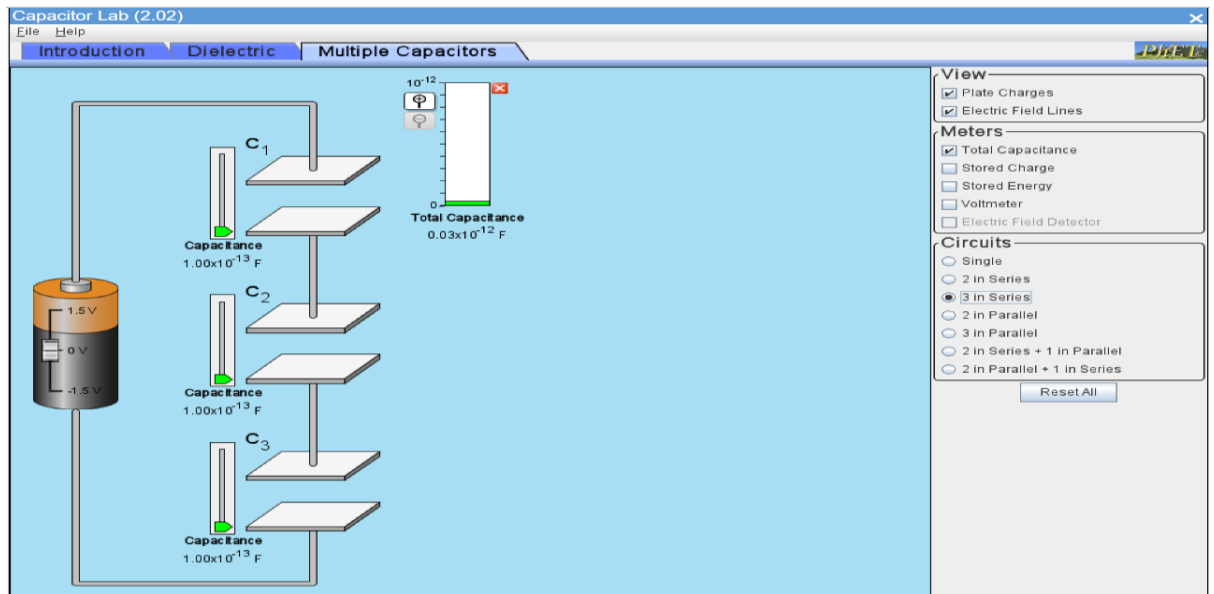 Capacitor Lab (2.02)
File Help
Introduction Dielectric Multiple Capacitors
PhET
10-12
0
Total Capacitance
0.03x10-12 F
C1
Capacitance
1.00x10-13 F
C2
Capacitance
1.00x10-13 F
C3
Capacitance
1.00x10-13 F
1.5 V
0 V
-1.5 V
View
Plate Charges
Electric Field Lines
Meters
Total Capacitance
Stored Charge
Stored Energy
Voltmeter
Electric Field Detector
Circuits
Single
2 in Series
3 in Series
2 in Parallel
3 in Parallel
2 in Series + 1 in Parallel
2 in Parallel + 1 in Series
Reset All